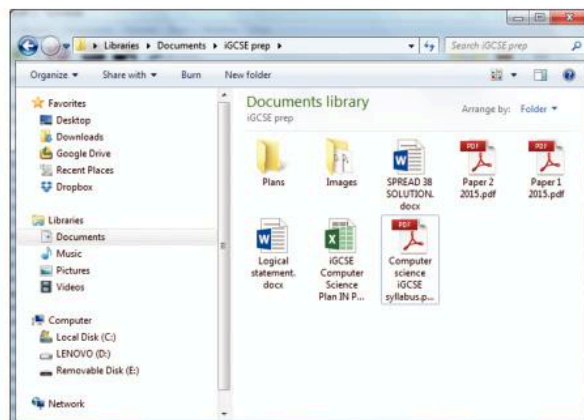 Libraries ▸ Documents ▸ iGCSE prep ▸
Search iGCSE prep
Organize ▾ Share with ▾ Burn New folder
Favorites
Desktop
Downloads
Google Drive
Recent Places
Dropbox
Libraries
Documents
Music
Pictures
Videos
Computer
Local Disk (C:)
LENOVO (D:)
Removable Disk (E:)
Network
Documents library
iGCSE prep
Arrange by: Folder ▾
Plans
Images
W
SPREAD 38
SOLUTION.
docx
PDF
Paper 2
2015.pdf
PDF
Paper 1
2015.pdf
W
Logical
statement.
docx
X
iGCSE
Computer
Science
Plan IN P...
PDF
Computer
science
iGCSE
syllabus.p...